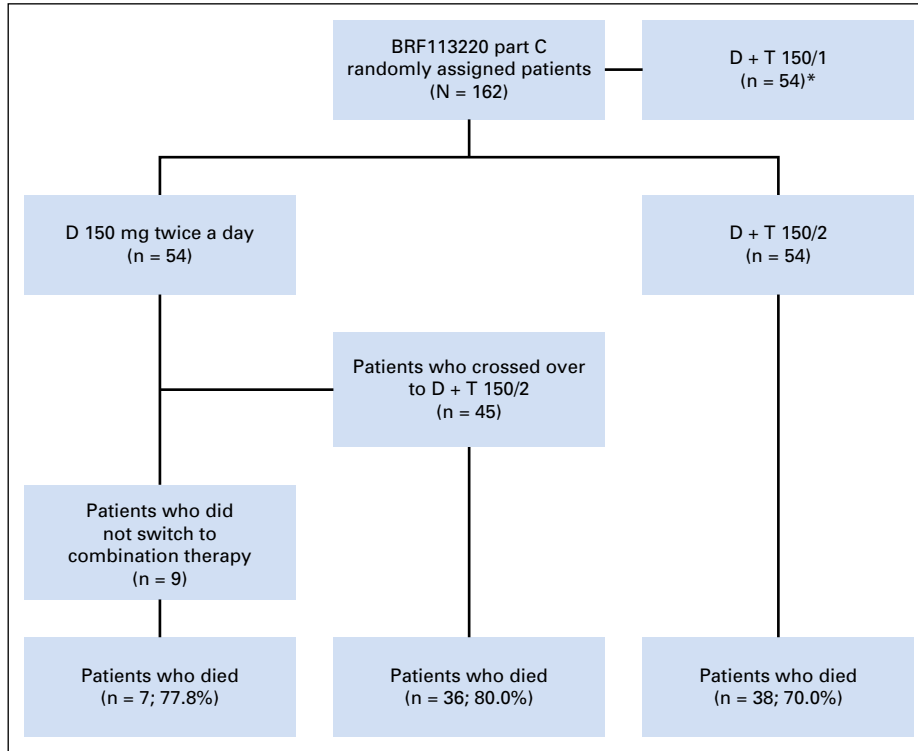 BRF113220 part C
randomly assigned patients
(N = 162)
D + T 150/1
(n = 54)*
D 150 mg twice a day
(n = 54)
D + T 150/2
(n = 54)
Patients who crossed over
to D + T 150/2
(n = 45)
Patients who did
not switch to
combination therapy
(n = 9)
Patients who died
(n = 7; 77.8%)
Patients who died
(n = 36; 80.0%)
Patients who died
(n = 38; 70.0%)